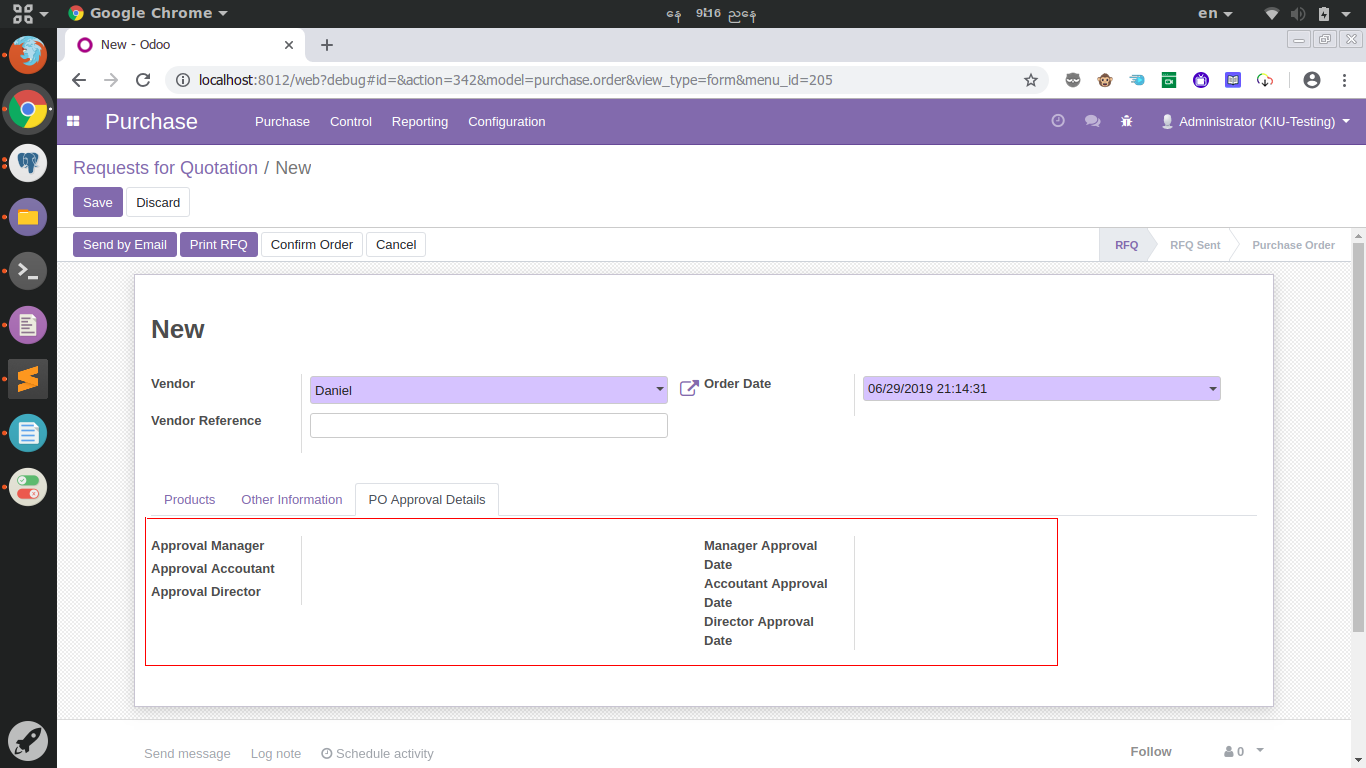 Google Chrome
နေ 9း16 ညနေ
en
New - Odoo
localhost:8012/web?debug#id=&action=342&model=purchase.order&view_type=form&menu_id=205
Purchase
Purchase Control Reporting Configuration
Administrator (KIU-Testing)
Requests for Quotation / New
Save Discard
Send by Email Print RFQ Confirm Order Cancel
RFQ RFQ Sent Purchase Order
New
Vendor Daniel
Order Date 06/29/2019 21:14:31
Vendor Reference
Products Other Information PO Approval Details
Approval Manager
Approval Accoutant
Approval Director
Manager Approval
Date
Accoutant Approval
Date
Director Approval
Date
Send message Log note Schedule activity
Follow 0